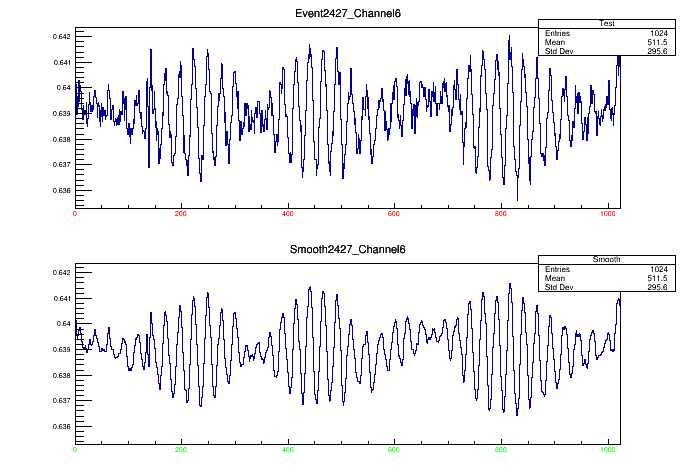 Event2427_Channel6
Test
Entries 1024
Mean 511.5
Std Dev 295.6
0.642
0.641
0.64
0.639
0.638
0.637
0.636
0 200 400 600 800 1000
Smooth2427_Channel6
Smooth
Entries 1024
Mean 511.5
Std Dev 295.6
0.642
0.641
0.64
0.639
0.638
0.637
0.636
0 200 400 600 800 1000